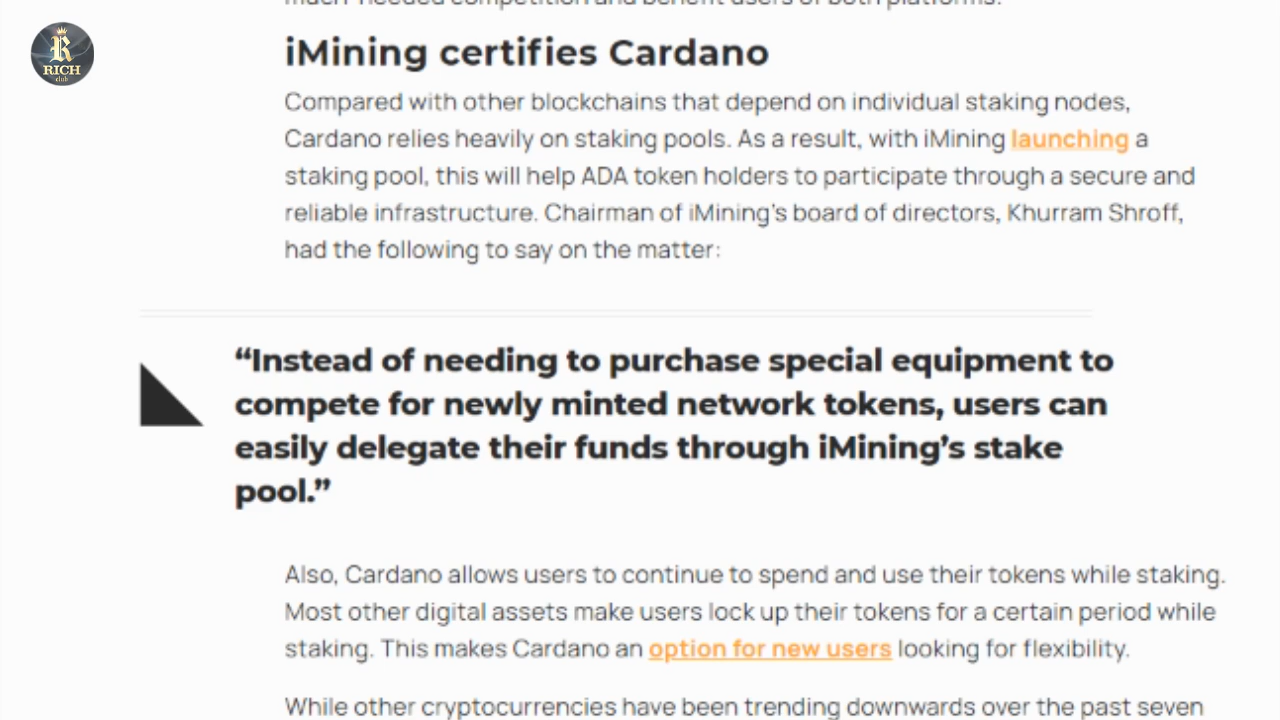 much-needed competition and benefit users of both platforms.
R
RICH
club
iMining certifies Cardano
Compared with other blockchains that depend on individual staking nodes,
Cardano relies heavily on staking pools. As a result, with iMining launching a
staking pool, this will help ADA token holders to participate through a secure and
reliable infrastructure. Chairman of iMining’s board of directors, Khurram Shroff,
had the following to say on the matter:
“Instead of needing to purchase special equipment to
compete for newly minted network tokens, users can
easily delegate their funds through iMining’s stake
pool.”
Also, Cardano allows users to continue to spend and use their tokens while staking.
Most other digital assets make users lock up their tokens for a certain period while
staking. This makes Cardano an option for new users looking for flexibility.
While other cryptocurrencies have been trending downwards over the past seven